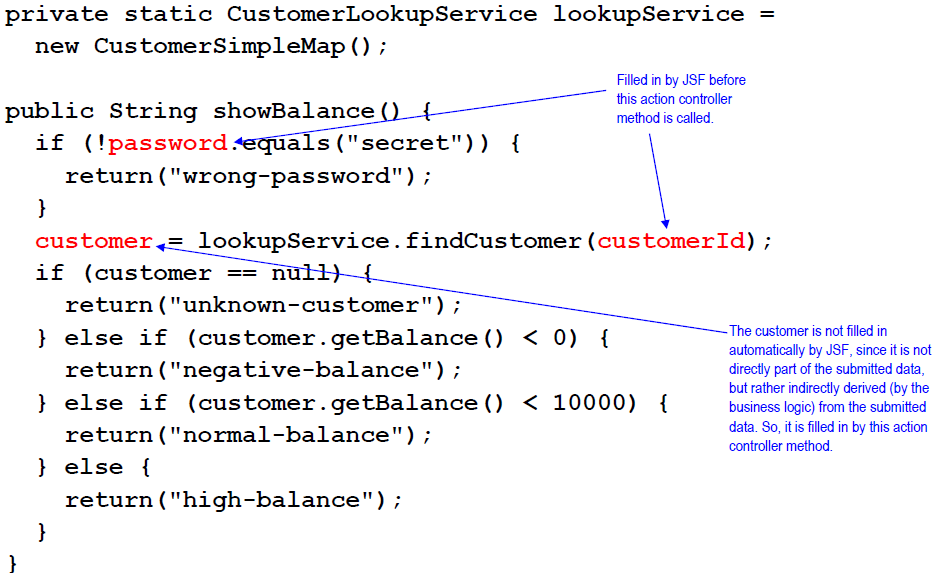 private static CustomerLookupService lookupService =
  new CustomerSimpleMap();

public String showBalance() {
  if (!password.equals("secret")) {
    return("wrong-password");
  }
  customer = lookupService.findCustomer(customerId);
  if (customer == null) {
    return("unknown-customer");
  } else if (customer.getBalance() < 0) {
    return("negative-balance");
  } else if (customer.getBalance() < 10000) {
    return("normal-balance");
  } else {
    return("high-balance");
  }
}
Filled in by JSF before
this action controller
method is called.
The customer is not filled in
automatically by JSF, since it is not
directly part of the submitted data,
but rather indirectly derived (by the
business logic) from the submitted
data. So, it is filled in by this action
controller method.